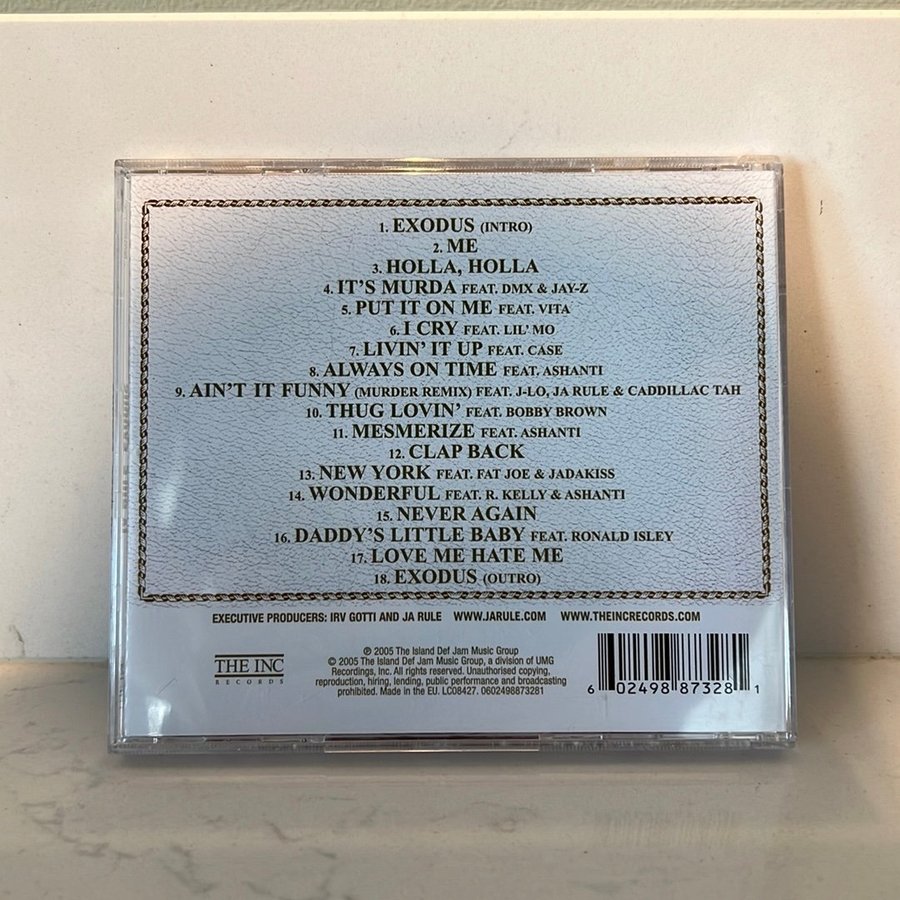 1. EXODUS (INTRO)
2. ME
3. HOLLA, HOLLA
4. IT'S MURDA FEAT. DMX & JAY-Z
5. PUT IT ON ME FEAT. VITA
6. I CRY FEAT. LIL' MO
7. LIVIN' IT UP FEAT. CASE
8. ALWAYS ON TIME FEAT. ASHANTI
9. AIN'T IT FUNNY (MURDER REMIX) FEAT. J-LO, JA RULE & CADDILLAC TAH
10. THUG LOVIN' FEAT. BOBBY BROWN
11. MESMERIZE FEAT. ASHANTI
12. CLAP BACK
13. NEW YORK FEAT. FAT JOE & JADAKISS
14. WONDERFUL FEAT. R. KELLY & ASHANTI
15. NEVER AGAIN
16. DADDY'S LITTLE BABY FEAT. RONALD ISLEY
17. LOVE ME HATE ME
18. EXODUS (OUTRO)
EXECUTIVE PRODUCERS: IRV GOTTI AND JA RULE WWW.JARULE.COM WWW.THEINCRECORDS.COM
THE INC
RECORDS
℗ 2005 The Island Def Jam Music Group
© 2005 The Island Def Jam Music Group, a division of UMG
Recordings, Inc. All rights reserved. Unauthorised copying,
reproduction, hiring, lending, public performance and broadcasting
prohibited. Made in the EU. LC08427. 0602498873281
6 02498 87328 1